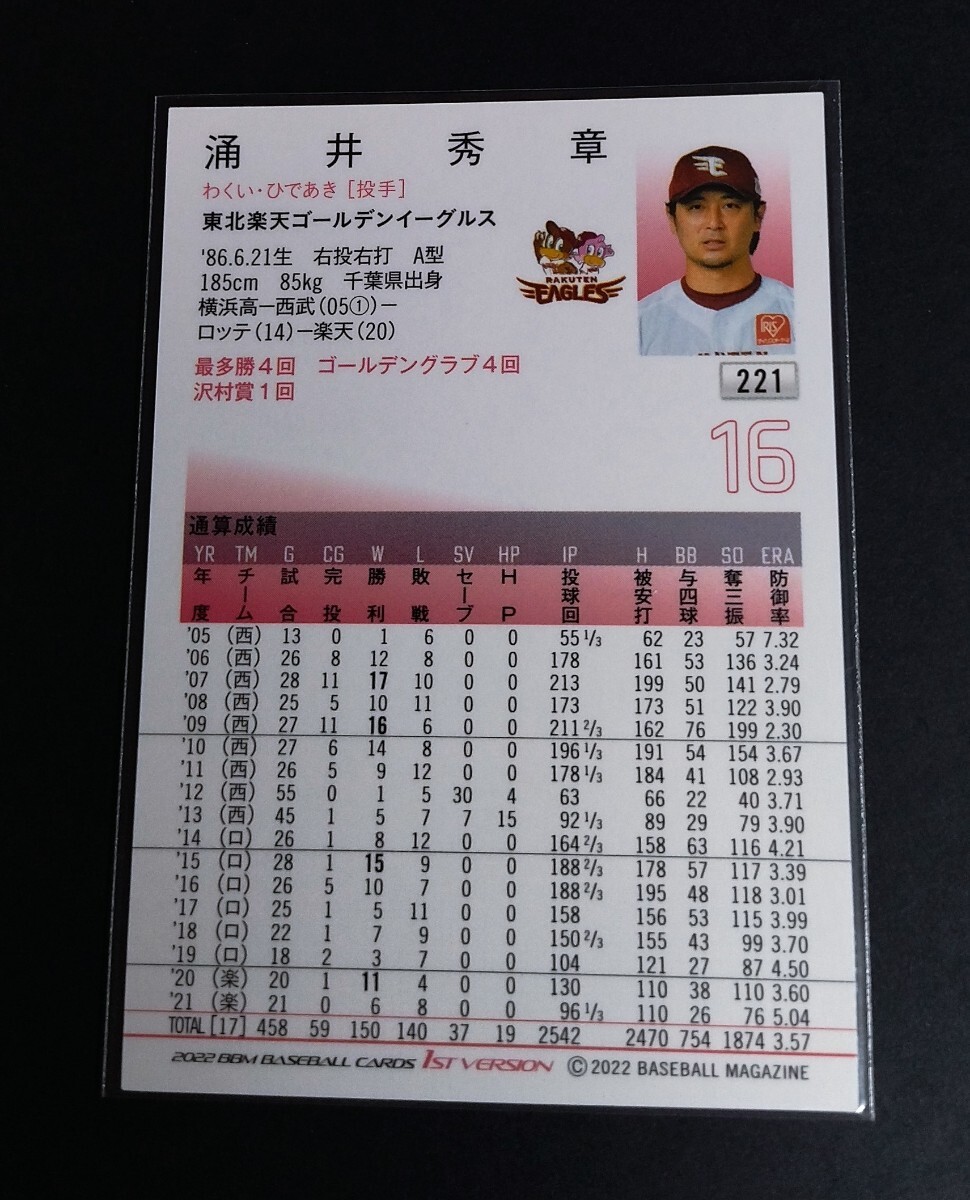 涌井秀章
わくい・ひであき［投手］
東北楽天ゴールデンイーグルス
'86.6.21生　右投右打　A型
185cm　85kg　千葉県出身
横浜高ー西武(05①)ー
ロッテ(14)ー楽天(20)
最多勝4回　ゴールデングラブ4回
沢村賞1回
RAKUTEN
EAGLES
E
IRIS
221
16
通算成績
YR TM G CG W L SV HP IP H BB SO ERA
年度 チーム 試合 完投 勝利 敗戦 セーブ HP 投球回 被安打 与四球 奪三振 防御率
'05 (西) 13 0 1 6 0 0 55 1/3 62 23 57 7.32
'06 (西) 26 8 12 8 0 0 178 161 53 136 3.24
'07 (西) 28 11 17 10 0 0 213 199 50 141 2.79
'08 (西) 25 5 10 11 0 0 173 173 51 122 3.90
'09 (西) 27 11 16 6 0 0 211 2/3 162 76 199 2.30
'10 (西) 27 6 14 8 0 0 196 1/3 191 54 154 3.67
'11 (西) 26 5 9 12 0 0 178 1/3 184 41 108 2.93
'12 (西) 55 0 1 5 30 4 63 66 22 40 3.71
'13 (西) 45 1 5 7 7 15 92 1/3 89 29 79 3.90
'14 (ロ) 26 1 8 12 0 0 164 2/3 158 63 116 4.21
'15 (ロ) 28 1 15 9 0 0 188 2/3 178 57 117 3.39
'16 (ロ) 26 5 10 7 0 0 188 2/3 195 48 118 3.01
'17 (ロ) 25 1 5 11 0 0 158 156 53 115 3.99
'18 (ロ) 22 1 7 9 0 0 150 2/3 155 43 99 3.70
'19 (ロ) 18 2 3 7 0 0 104 121 27 87 4.50
'20 (楽) 20 1 11 4 0 0 130 110 38 110 3.60
'21 (楽) 21 0 6 8 0 0 96 1/3 110 26 76 5.04
TOTAL [17] 458 59 150 140 37 19 2542 2470 754 1874 3.57
2022 BBM BASEBALL CARDS 1ST VERSION ©2022 BASEBALL MAGAZINE